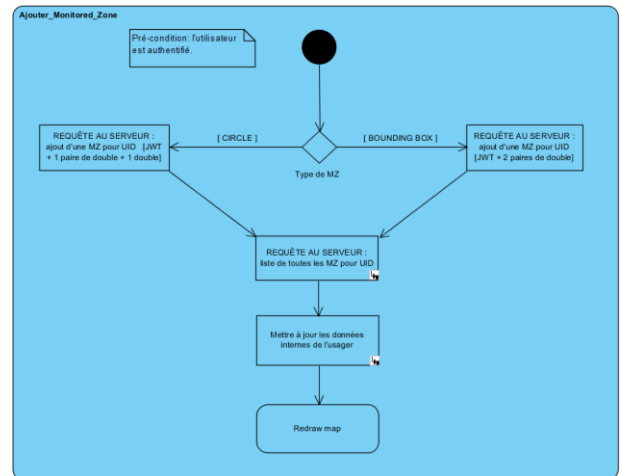 Ajouter_Monitored_Zone
Pré-condition: l'utilisateur
est authentifié.
REQUÊTE AU SERVEUR :
ajout d'une MZ pour UID [JWT
+ 1 paire de double + 1 double]
[ CIRCLE ]
[ BOUNDING BOX ]
REQUÊTE AU SERVEUR :
ajout d'une MZ pour UID
[JWT + 2 paires de double]
Type de MZ
REQUÊTE AU SERVEUR :
liste de toutes les MZ pour UID
Mettre à jour les données
internes de l'usager
Redraw map